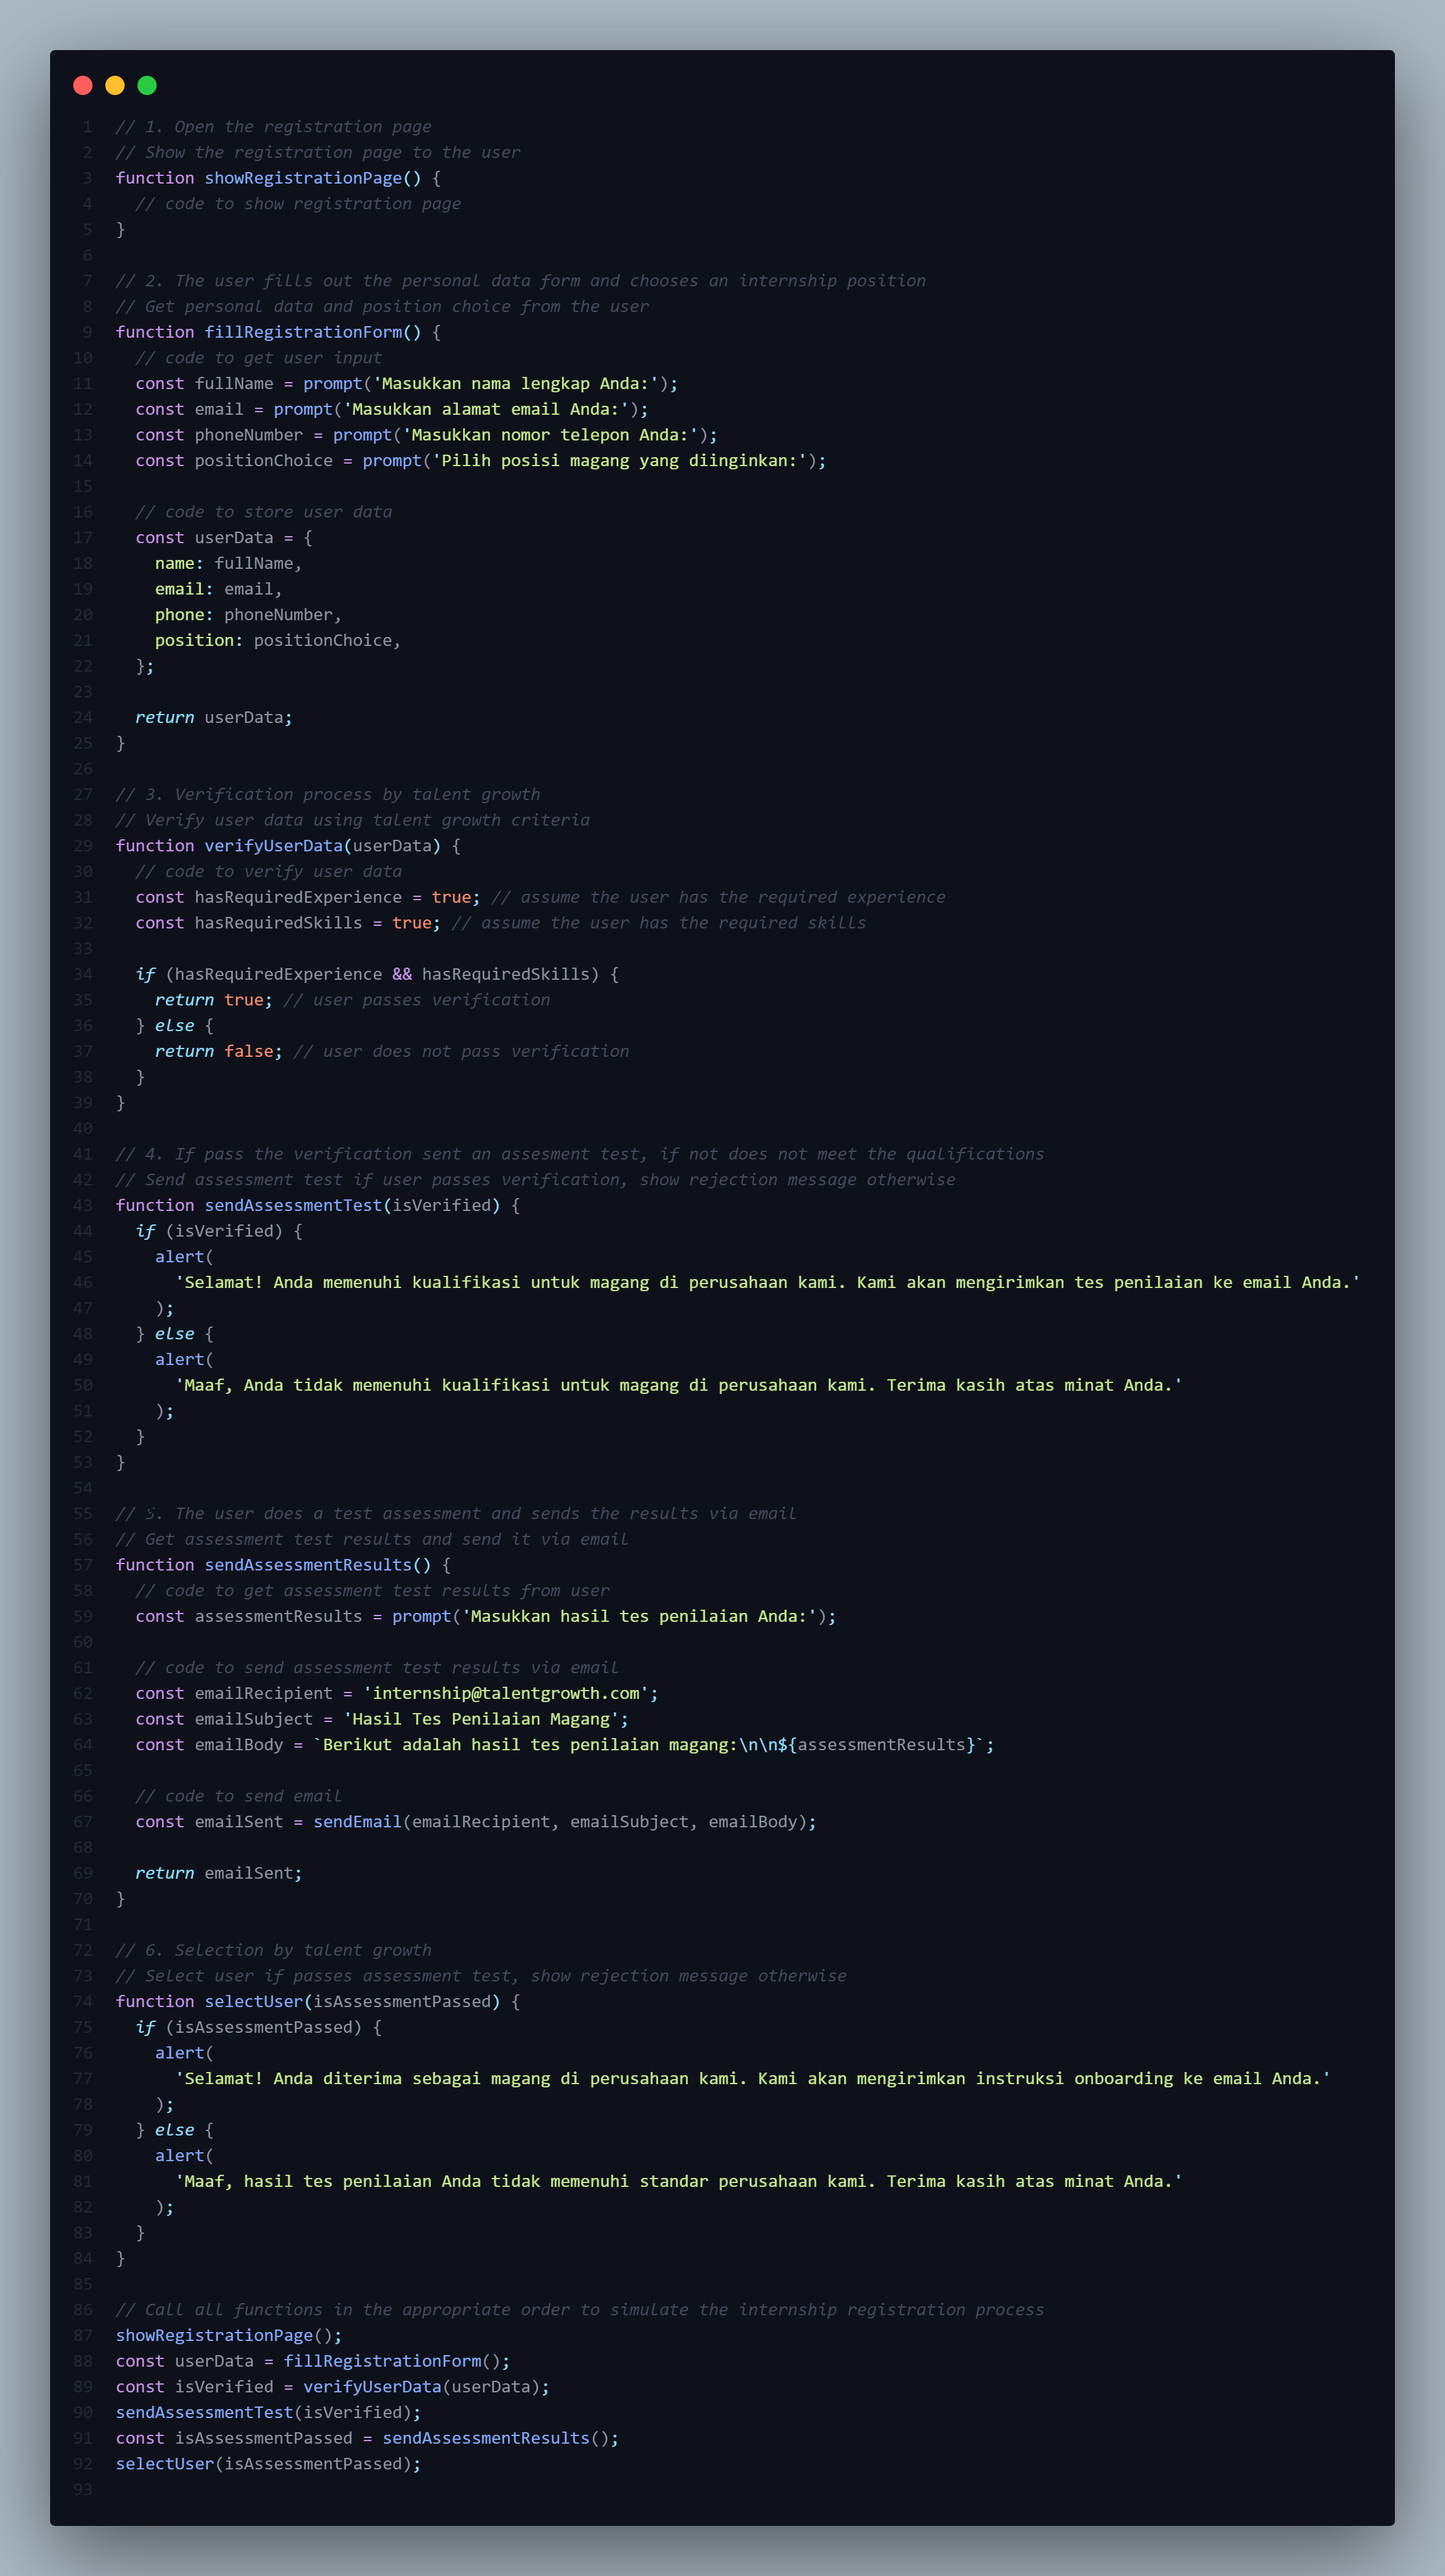 1 // 1. Open the registration page
2 // Show the registration page to the user
3 function showRegistrationPage() {
4   // code to show registration page
5 }
6
7 // 2. The user fills out the personal data form and chooses an internship position
8 // Get personal data and position choice from the user
9 function fillRegistrationForm() {
10   // code to get user input
11   const fullName = prompt('Masukkan nama lengkap Anda:');
12   const email = prompt('Masukkan alamat email Anda:');
13   const phoneNumber = prompt('Masukkan nomor telepon Anda:');
14   const positionChoice = prompt('Pilih posisi magang yang diinginkan:');
15
16   // code to store user data
17   const userData = {
18     name: fullName,
19     email: email,
20     phone: phoneNumber,
21     position: positionChoice,
22   };
23
24   return userData;
25 }
26
27 // 3. Verification process by talent growth
28 // Verify user data using talent growth criteria
29 function verifyUserData(userData) {
30   // code to verify user data
31   const hasRequiredExperience = true; // assume the user has the required experience
32   const hasRequiredSkills = true; // assume the user has the required skills
33
34   if (hasRequiredExperience && hasRequiredSkills) {
35     return true; // user passes verification
36   } else {
37     return false; // user does not pass verification
38   }
39 }
40
41 // 4. If pass the verification sent an assesment test, if not does not meet the qualifications
42 // Send assessment test if user passes verification, show rejection message otherwise
43 function sendAssessmentTest(isVerified) {
44   if (isVerified) {
45     alert(
46       'Selamat! Anda memenuhi kualifikasi untuk magang di perusahaan kami. Kami akan mengirimkan tes penilaian ke email Anda.'
47     );
48   } else {
49     alert(
50       'Maaf, Anda tidak memenuhi kualifikasi untuk magang di perusahaan kami. Terima kasih atas minat Anda.'
51     );
52   }
53 }
54
55 // 5. The user does a test assessment and sends the results via email
56 // Get assessment test results and send it via email
57 function sendAssessmentResults() {
58   // code to get assessment test results from user
59   const assessmentResults = prompt('Masukkan hasil tes penilaian Anda:');
60
61   // code to send assessment test results via email
62   const emailRecipient = 'internship@talentgrowth.com';
63   const emailSubject = 'Hasil Tes Penilaian Magang';
64   const emailBody = `Berikut adalah hasil tes penilaian magang:\n\n${assessmentResults}`;
65
66   // code to send email
67   const emailSent = sendEmail(emailRecipient, emailSubject, emailBody);
68
69   return emailSent;
70 }
71
72 // 6. Selection by talent growth
73 // Select user if passes assessment test, show rejection message otherwise
74 function selectUser(isAssessmentPassed) {
75   if (isAssessmentPassed) {
76     alert(
77       'Selamat! Anda diterima sebagai magang di perusahaan kami. Kami akan mengirimkan instruksi onboarding ke email Anda.'
78     );
79   } else {
80     alert(
81       'Maaf, hasil tes penilaian Anda tidak memenuhi standar perusahaan kami. Terima kasih atas minat Anda.'
82     );
83   }
84 }
85
86 // Call all functions in the appropriate order to simulate the internship registration process
87 showRegistrationPage();
88 const userData = fillRegistrationForm();
89 const isVerified = verifyUserData(userData);
90 sendAssessmentTest(isVerified);
91 const isAssessmentPassed = sendAssessmentResults();
92 selectUser(isAssessmentPassed);
93